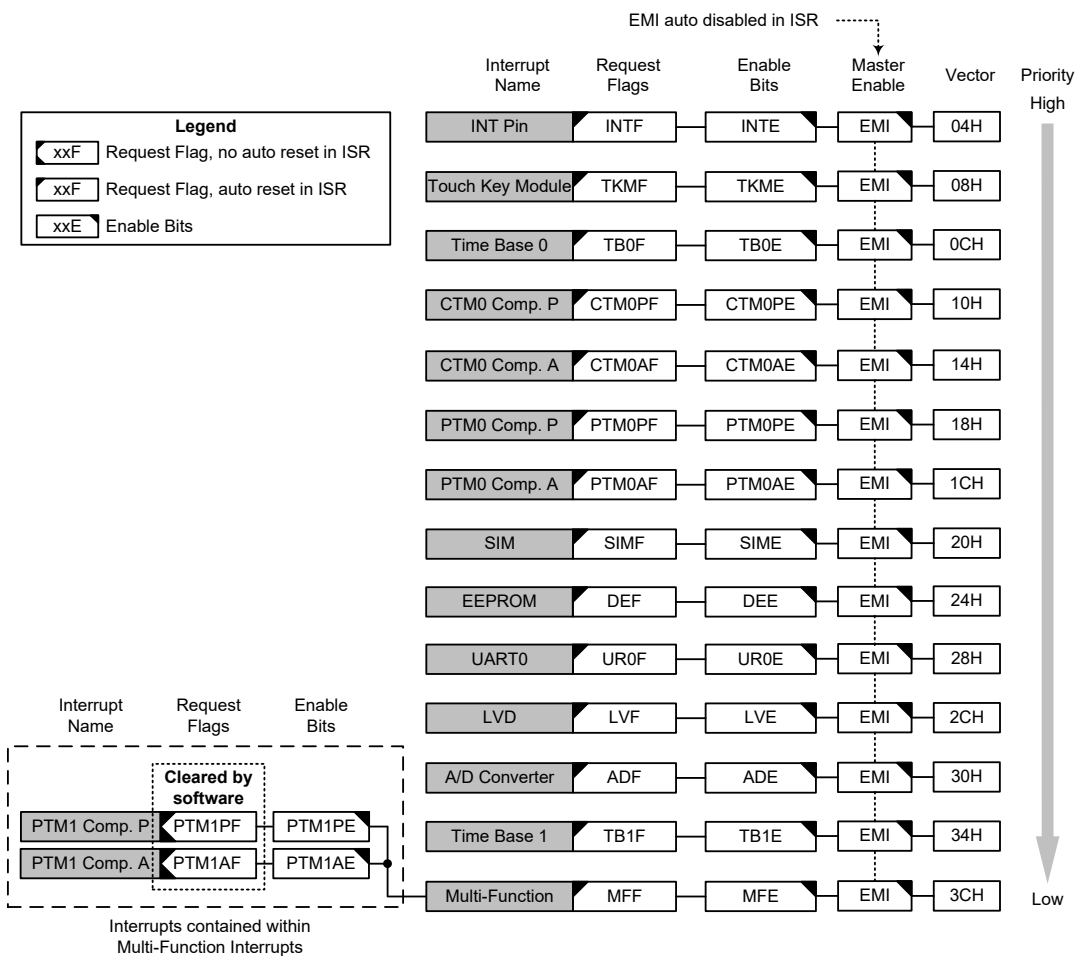 EMI auto disabled in ISR
Interrupt Name
Request Flags
Enable Bits
Master Enable
Vector
Priority
High
Legend
xxF Request Flag, no auto reset in ISR
xxF Request Flag, auto reset in ISR
xxE Enable Bits
INT Pin INTF INTE EMI 04H
Touch Key Module TKMF TKME EMI 08H
Time Base 0 TB0F TB0E EMI 0CH
CTM0 Comp. P CTM0PF CTM0PE EMI 10H
CTM0 Comp. A CTM0AF CTM0AE EMI 14H
PTM0 Comp. P PTM0PF PTM0PE EMI 18H
PTM0 Comp. A PTM0AF PTM0AE EMI 1CH
SIM SIMF SIME EMI 20H
EEPROM DEF DEE EMI 24H
UART0 UR0F UR0E EMI 28H
LVD LVF LVE EMI 2CH
A/D Converter ADF ADE EMI 30H
Time Base 1 TB1F TB1E EMI 34H
Multi-Function MFF MFE EMI 3CH
Low
Interrupt Name
Request Flags
Enable Bits
Cleared by
software
PTM1 Comp. P PTM1PF PTM1PE
PTM1 Comp. A PTM1AF PTM1AE
Interrupts contained within
Multi-Function Interrupts